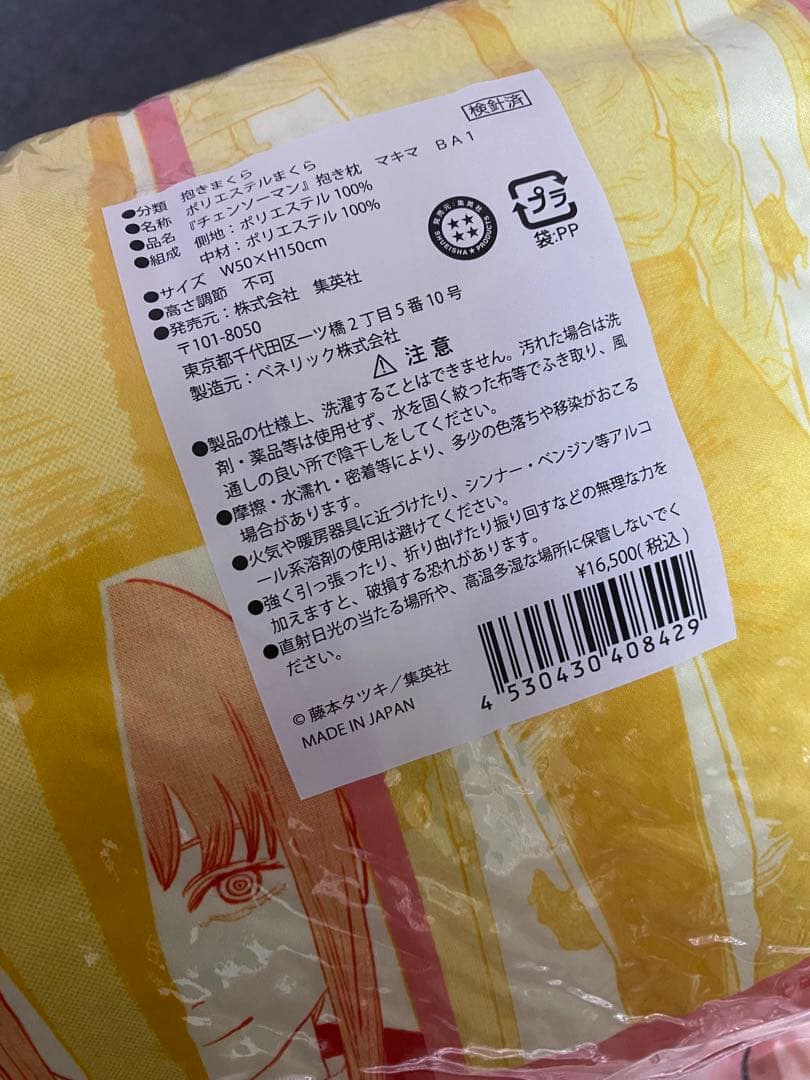 検針済
●分類 抱きまくら
●名称 ポリエステルまくら
●品名 『チェンソーマン』抱き枕 マキマ BA1
●組成 側地:ポリエステル 100%
中材:ポリエステル 100%
●サイズ W50×H150cm
●高さ調節 不可
●発売元:株式会社 集英社
〒101-8050
東京都千代田区一ツ橋2丁目5番10号
製造元:ベネリック株式会社
発売元:集英社
SHUEISHA★PRODUCTS
プラ
袋:PP
注意
●製品の仕様上、洗濯することはできません。汚れた場合は洗
剤・薬品等は使用せず、水を固く絞った布等でふき取り、風
通しの良い所で陰干しをしてください。
●摩擦・水濡れ・密着等により、多少の色落ちや移染がおこる
場合があります。
●火気や暖房器具に近づけたり、シンナー・ベンジン等アルコ
ール系溶剤の使用は避けてください。
●強く引っ張ったり、折り曲げたり振り回すなどの無理な力を
加えますと、破損する恐れがあります。
●直射日光の当たる場所や、高温多湿な場所に保管しないでく
ださい。
¥16,500(税込)
4 530430 408429
© 藤本タツキ/集英社
MADE IN JAPAN